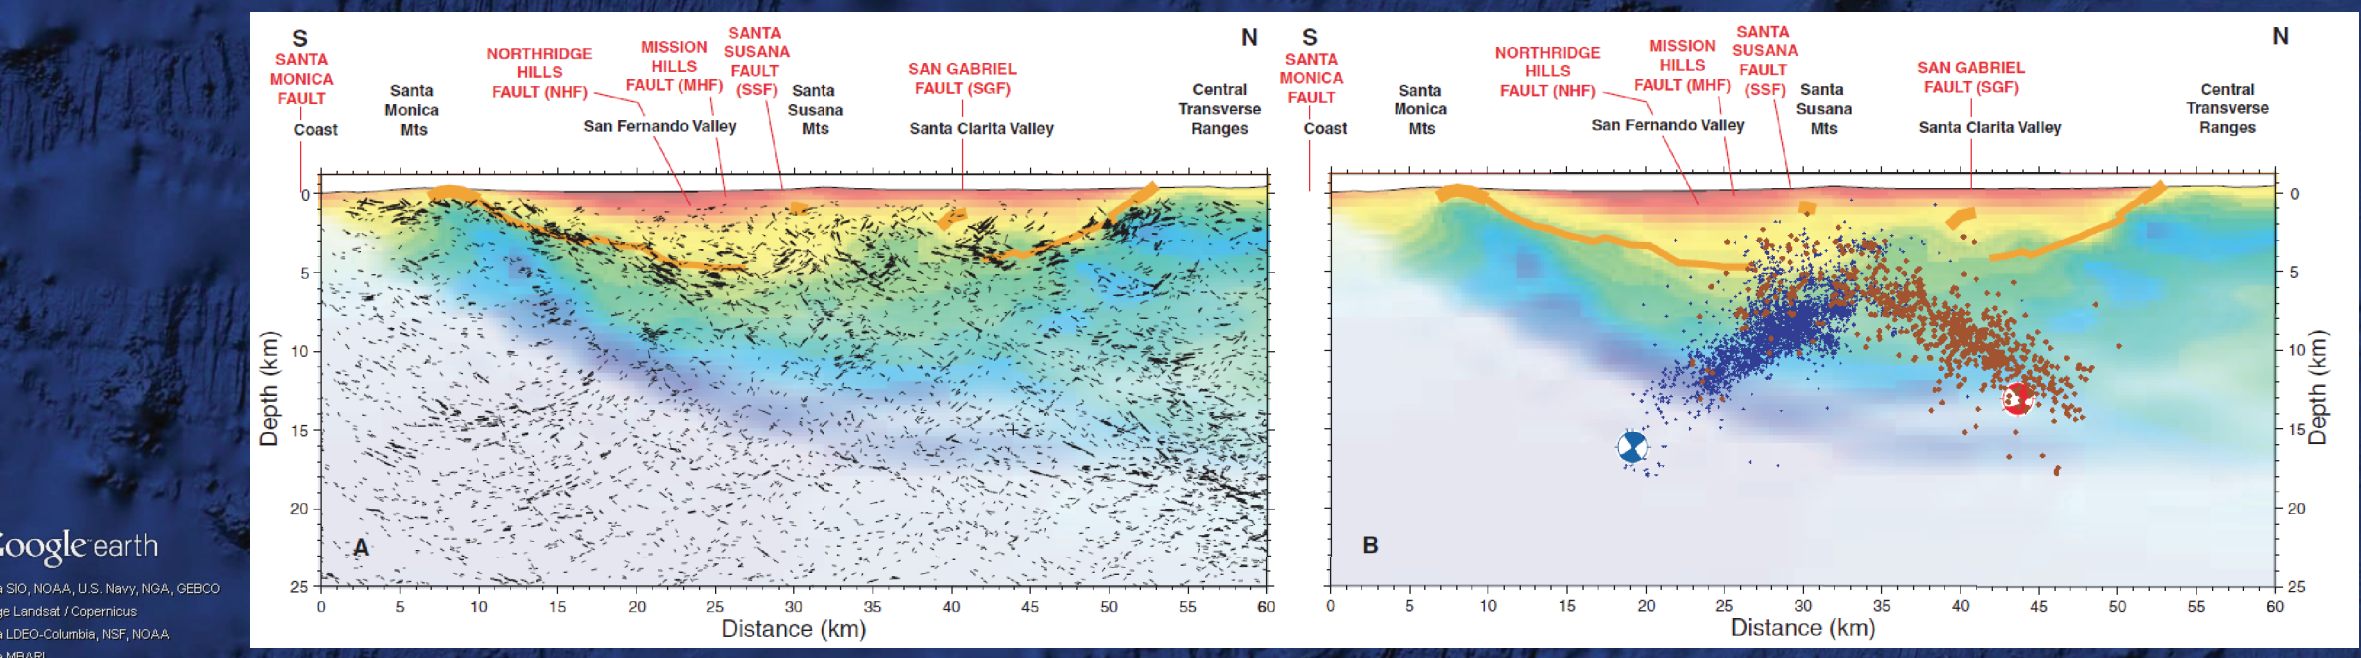 S
SANTA
MONICA
FAULT
Coast
Santa
Monica
Mts
NORTHRIDGE
HILLS
FAULT (NHF)
MISSION
HILLS
FAULT (MHF)
SANTA
SUSANA
FAULT
(SSF)
San Fernando Valley
Santa
Susana
Mts
SAN GABRIEL
FAULT (SGF)
Santa Clarita Valley
N
Central
Transverse
Ranges
0
5
10
15
20
25
Depth (km)
A
0 5 10 15 20 25 30 35 40 45 50 55 60
Distance (km)
S
SANTA
MONICA
FAULT
Coast
Santa
Monica
Mts
NORTHRIDGE
HILLS
FAULT (NHF)
MISSION
HILLS
FAULT (MHF)
SANTA
SUSANA
FAULT
(SSF)
San Fernando Valley
Santa
Susana
Mts
SAN GABRIEL
FAULT (SGF)
Santa Clarita Valley
N
Central
Transverse
Ranges
0
5
10
15
20
25
Depth (km)
B
0 5 10 15 20 25 30 35 40 45 50 55 60
Distance (km)
Google earth
SIO, NOAA, U.S. Navy, NGA, GEBCO
Landsat / Copernicus
LDEO-Columbia, NSF, NOAA
MBARI